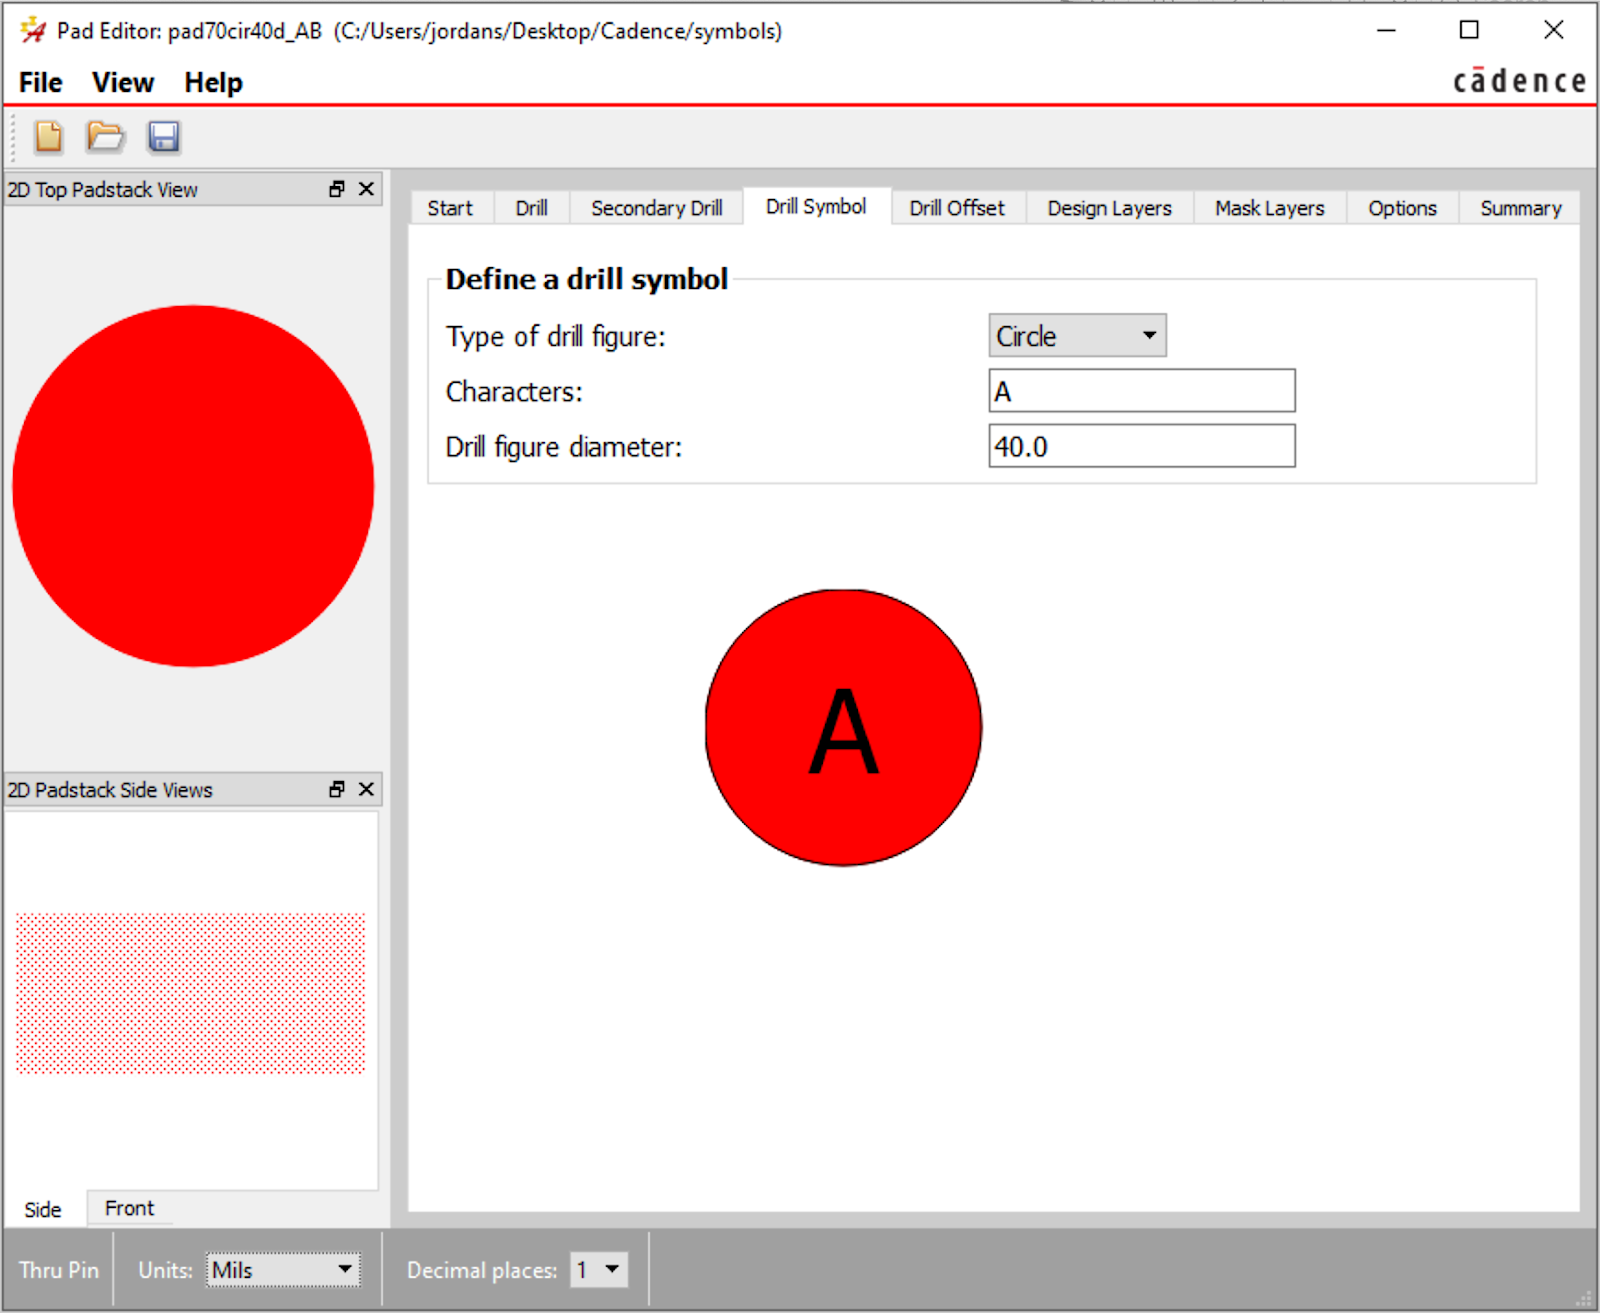 Pad Editor: pad70cir40d_AB (C:/Users/jordans/Desktop/Cadence/symbols)
File View Help
cādence
2D Top Padstack View
Start Drill Secondary Drill Drill Symbol Drill Offset Design Layers Mask Layers Options Summary
Define a drill symbol
Type of drill figure: Circle
Characters: A
Drill figure diameter: 40.0
A
2D Padstack Side Views
Side Front
Thru Pin Units: Mils Decimal places: 1